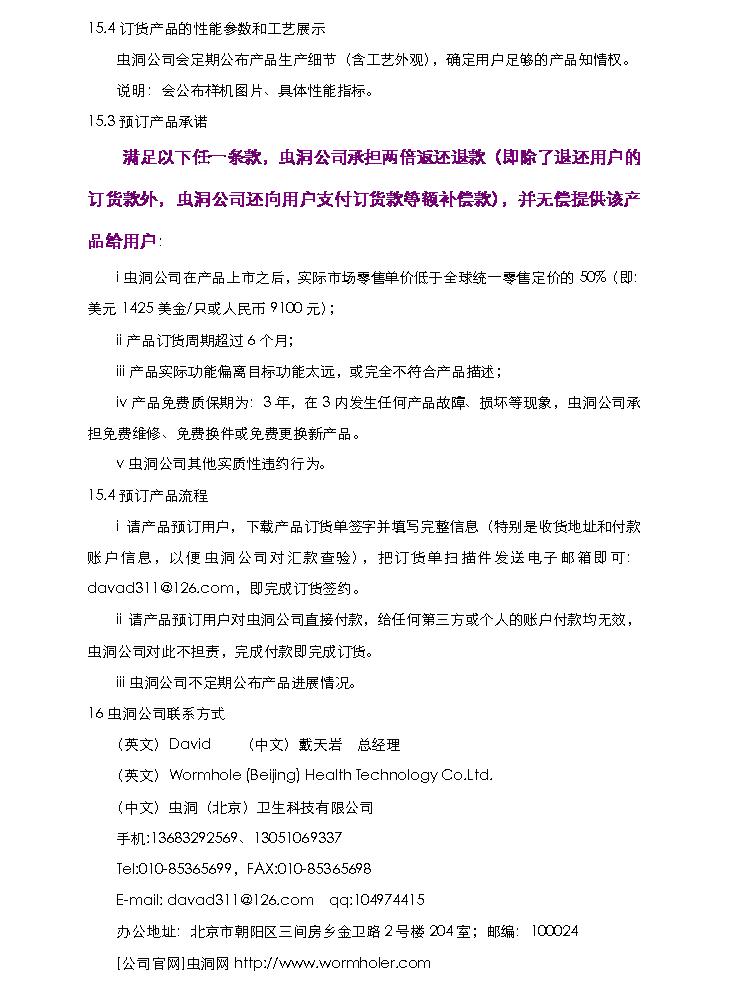 15.4 订货产品的性能参数和工艺展示
虫洞公司会定期公布产品生产细节（含工艺外观），确定用户足够的产品知情权。
说明：会公布样机图片、具体性能指标。
15.3 预订产品承诺
满足以下任一条款，虫洞公司承担两倍返还退款（即除了退还用户的
订货款外，虫洞公司还向用户支付订货款等额补偿款），并无偿提供该产
品给用户：
i 虫洞公司在产品上市之后，实际市场零售单价低于全球统一零售定价的 50%（即:
美元 1425 美金/只或人民币 9100 元）；
ii 产品订货周期超过 6 个月；
iii 产品实际功能偏离目标功能太远，或完全不符合产品描述；
iv 产品免费质保期为：3 年，在 3 内发生任何产品故障、损坏等现象，虫洞公司承
担免费维修、免费换件或免费更换新产品。
v 虫洞公司其他实质性违约行为。
15.4 预订产品流程
i 请产品预订用户，下载产品订货单签字并填写完整信息（特别是收货地址和付款
账户信息，以便虫洞公司对汇款查验），把订货单扫描件发送电子邮箱即可：
davad311@126.com，即完成订货签约。
ii 请产品预订用户对虫洞公司直接付款，给任何第三方或个人的账户付款均无效，
虫洞公司对此不担责，完成付款即完成订货。
iii 虫洞公司不定期公布产品进展情况。
16 虫洞公司联系方式
（英文）David （中文）戴天岩 总经理
（英文）Wormhole (Beijing) Health Technology Co.Ltd.
（中文）虫洞（北京）卫生科技有限公司
手机:13683292569、13051069337
Tel:010-85365699，FAX:010-85365698
E-mail: davad311@126.com qq:104974415
办公地址：北京市朝阳区三间房乡金卫路 2 号楼 204 室；邮编：100024
[公司官网]虫洞网 http://www.wormholer.com